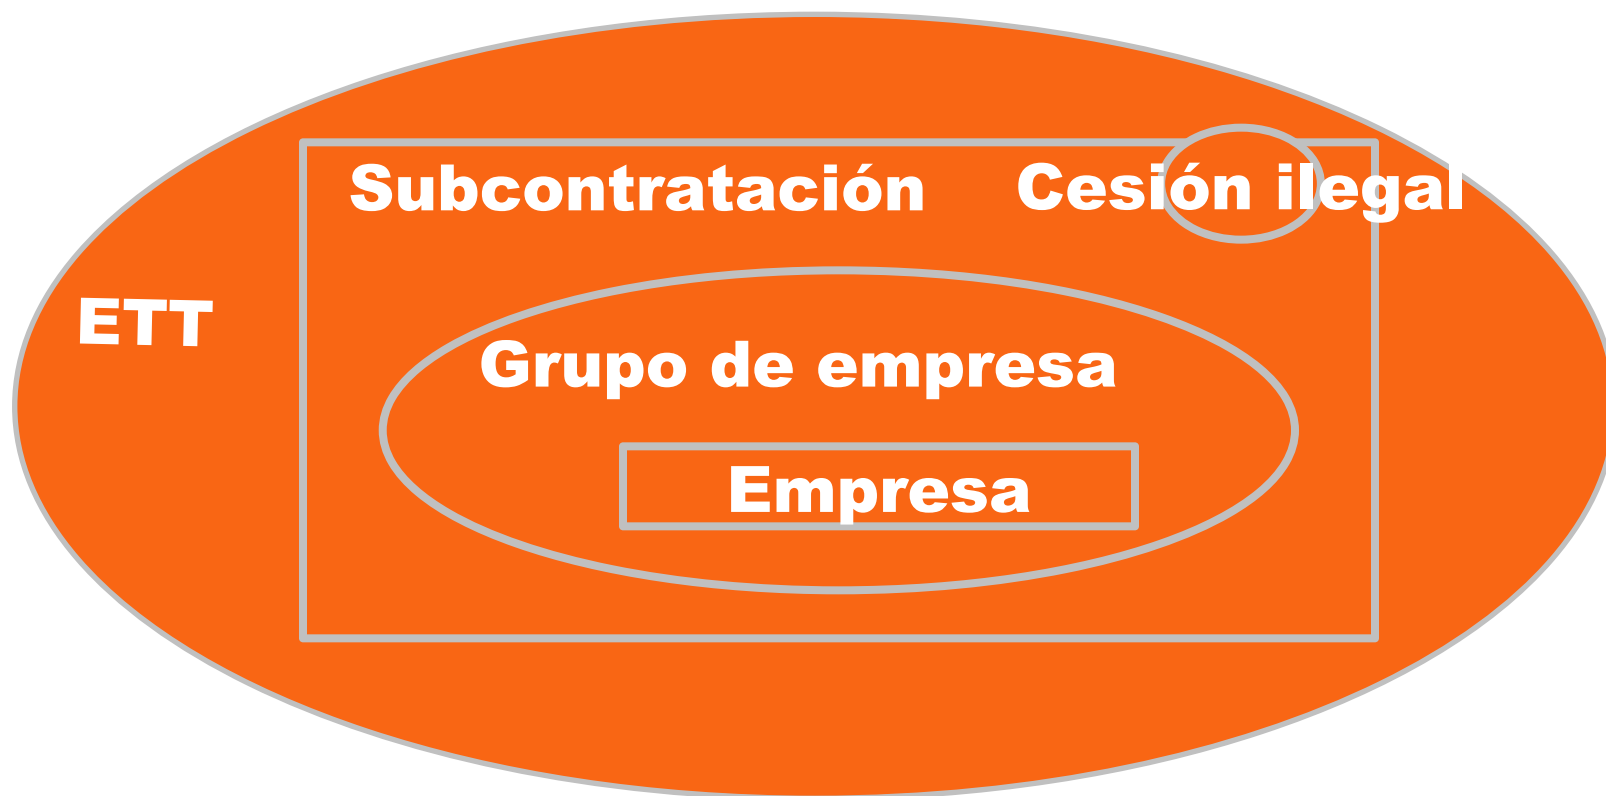 Subcontratación
Cesión ilegal
ETT
Grupo de empresa
Empresa